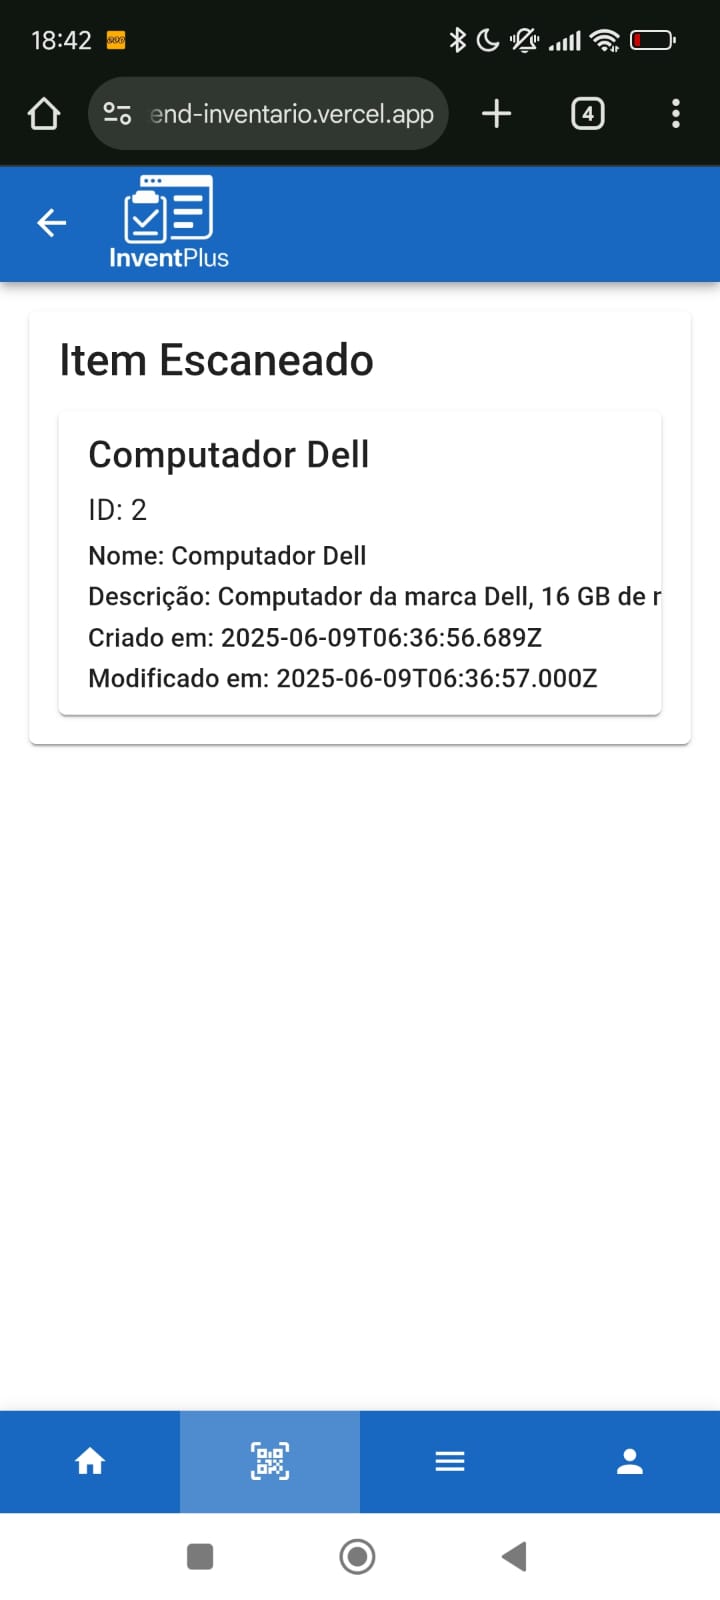 18:42
end-inventario.vercel.app
4
InventPlus
Item Escaneado
Computador Dell
ID: 2
Nome: Computador Dell
Descrição: Computador da marca Dell, 16 GB de r
Criado em: 2025-06-09T06:36:56.689Z
Modificado em: 2025-06-09T06:36:57.000Z